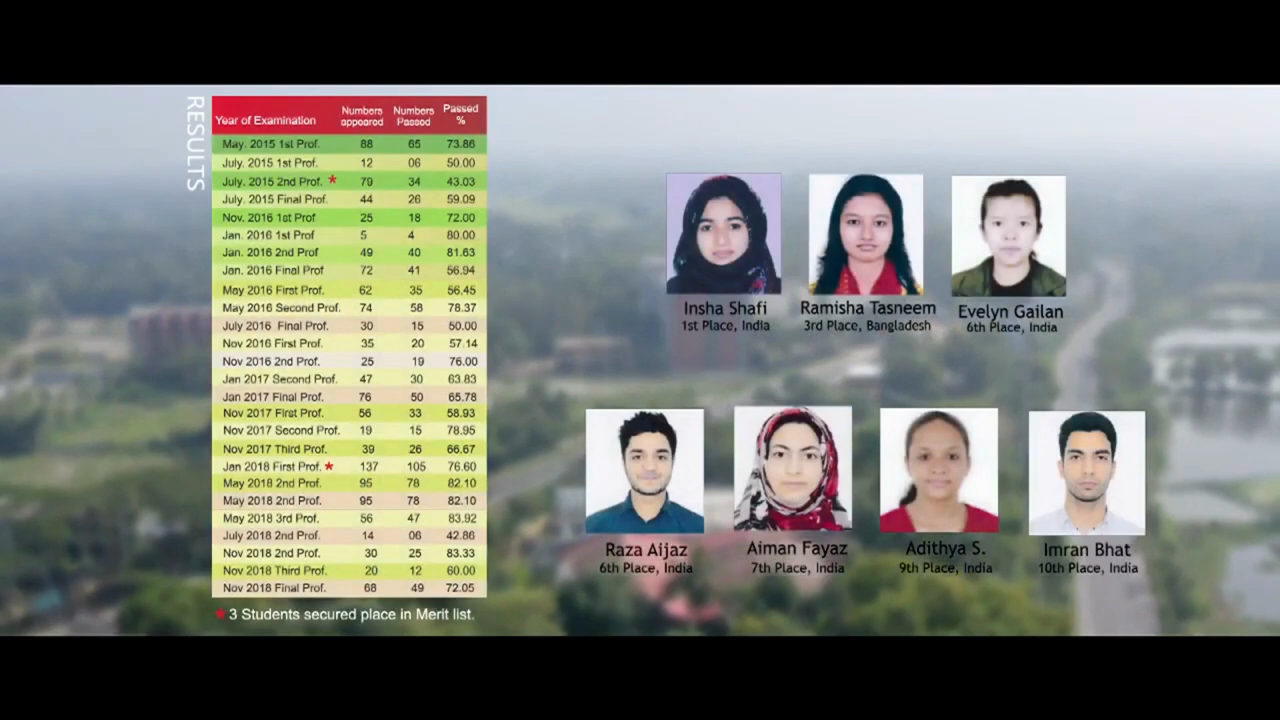 RESULTS
Year of Examination Numbers appeared Numbers Passed Passed %
May. 2015 1st Prof. 88 65 73.86
July. 2015 1st Prof. 12 06 50.00
July. 2015 2nd Prof. * 79 34 43.03
July. 2015 Final Prof. 44 26 59.09
Nov. 2016 1st Prof 25 18 72.00
Jan. 2016 1st Prof 5 4 80.00
Jan. 2016 2nd Prof 49 40 81.63
Jan. 2016 Final Prof 72 41 56.94
May 2016 First Prof. 62 35 56.45
May 2016 Second Prof. 74 58 78.37
July 2016 Final Prof. 30 15 50.00
Nov 2016 First Prof. 35 20 57.14
Nov 2016 2nd Prof. 25 19 76.00
Jan 2017 Second Prof. 47 30 63.83
Jan 2017 Final Prof. 76 50 65.78
Nov 2017 First Prof. 56 33 58.93
Nov 2017 Second Prof. 19 15 78.95
Nov 2017 Third Prof. 39 26 66.67
Jan 2018 First Prof. * 137 105 76.60
May 2018 2nd Prof. 95 78 82.10
May 2018 2nd Prof. 95 78 82.10
May 2018 3rd Prof. 56 47 83.92
July 2018 2nd Prof. 14 06 42.86
Nov 2018 2nd Prof. 30 25 83.33
Nov 2018 Third Prof. 20 12 60.00
Nov 2018 Final Prof. 68 49 72.05
* 3 Students secured place in Merit list.
Insha Shafi
1st Place, India
Ramisha Tasneem
3rd Place, Bangladesh
Evelyn Gailan
6th Place, India
Raza Aijaz
6th Place, India
Aiman Fayaz
7th Place, India
Adithya S.
9th Place, India
Imran Bhat
10th Place, India